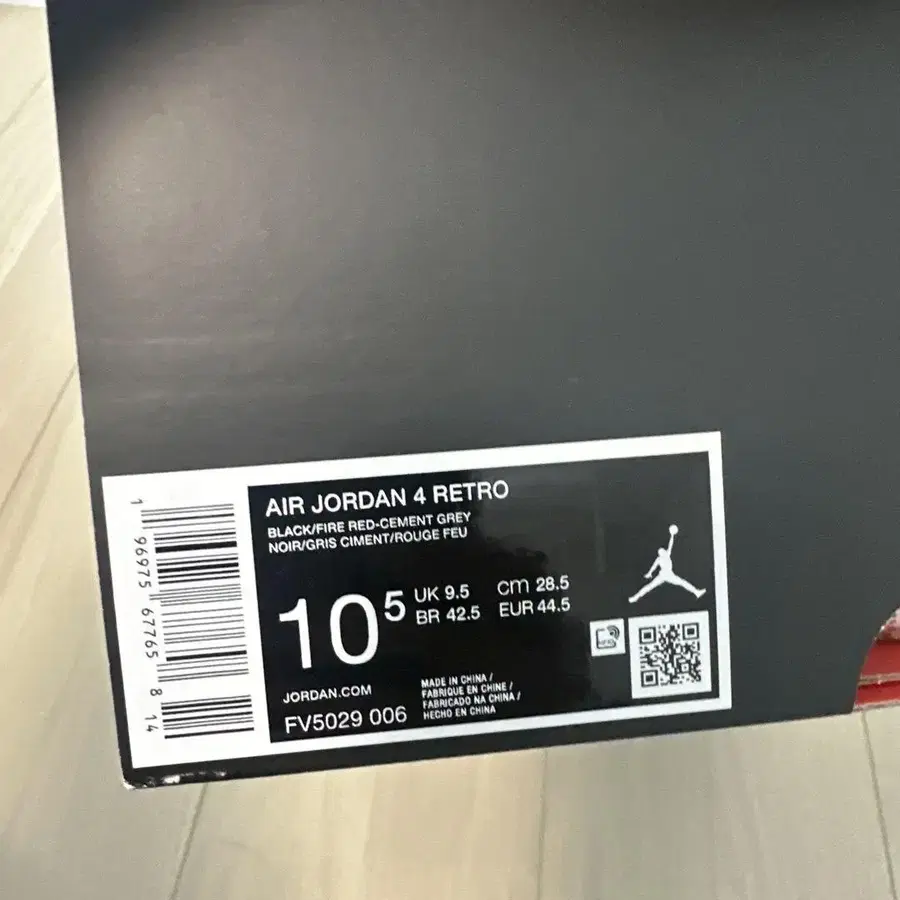 AIR JORDAN 4 RETRO
BLACK/FIRE RED-CEMENT GREY
NOIR/GRIS CIMENT/ROUGE FEU
10 5
UK 9.5 cm 28.5
BR 42.5 EUR 44.5
JORDAN.COM
FV5029 006
MADE IN CHINA /
FABRIQUE EN CHINE /
FABRICADO NA CHINA /
HECHO EN CHINA
1 96975 67765 8 14